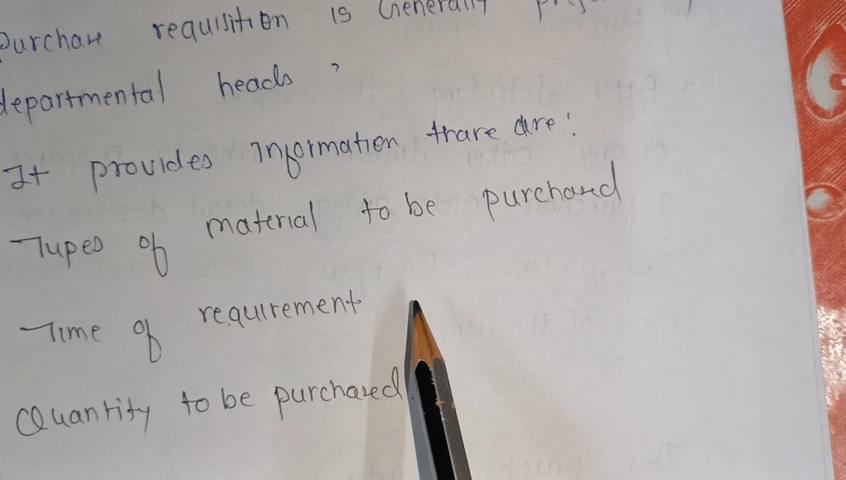 Purchase requisition is Generally
departmental heads
It provides information. thare are:
Types of material to be purchased
Time of requirement
Quantity to be purchased